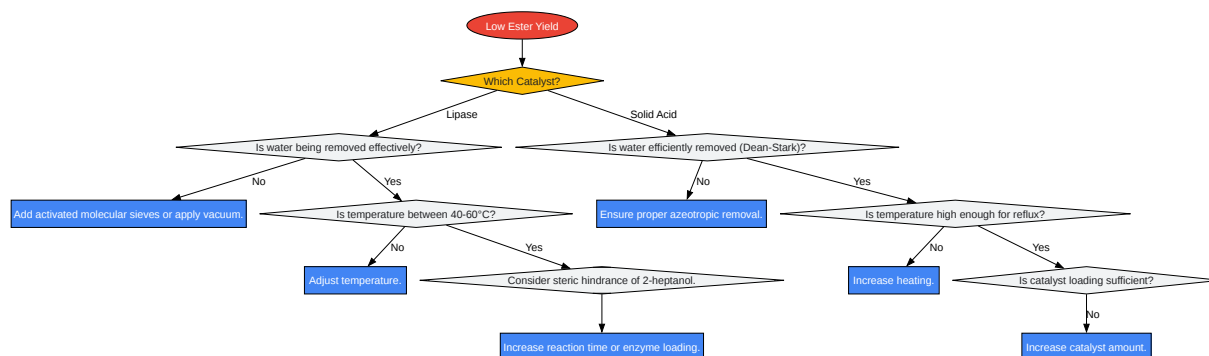 Low Ester Yield
Which Catalyst?
Lipase
Solid Acid
Is water being removed effectively?
Is water efficiently removed (Dean-Stark)?
No
Yes
No
Yes
Add activated molecular sieves or apply vacuum.
Is temperature between 40-60°C?
Ensure proper azeotropic removal.
Is temperature high enough for reflux?
No
Yes
No
Yes
Adjust temperature.
Consider steric hindrance of 2-heptanol.
Increase heating.
Is catalyst loading sufficient?
No
Increase reaction time or enzyme loading.
Increase catalyst amount.